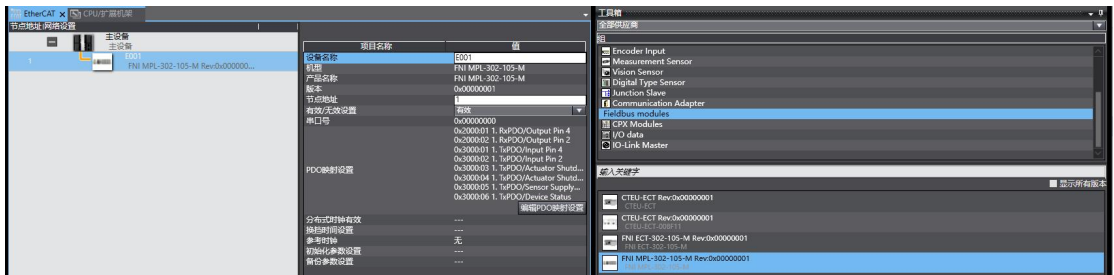 EtherCAT x
CPU/扩展机架
节点地址|网络设置
主设备
主设备
1
E001
FNI MPL-302-105-M Rev:0x000000...
项目名称 值
设备名称 E001
机型 FNI MPL-302-105-M
产品名称 FNI MPL-302-105-M
版本 0x00000001
节点地址 1
有效/无效设置 有效
串口号 0x00000000
PDO映射设置
0x2000:01 1. RxPDO/Output Pin 4
0x2000:02 1. RxPDO/Output Pin 2
0x3000:01 1. TxPDO/Input Pin 4
0x3000:02 1. TxPDO/Input Pin 2
0x3000:03 1. TxPDO/Actuator Shutd...
0x3000:04 1. TxPDO/Actuator Shutd...
0x3000:05 1. TxPDO/Sensor Supply...
0x3000:06 1. TxPDO/Device Status
编辑PDO映射设置
分布式时钟有效 ---
换挡时间设置 ---
参考时钟 无
初始化参数设置 ---
备份参数设置 ---
工具箱
全部供应商
组
Encoder Input
Measurement Sensor
Vision Sensor
Digital Type Sensor
Junction Slave
Communication Adapter
Fieldbus modules
CPX Modules
I/O data
IO-Link Master
输入关键字
显示所有版本
CTEU-ECT Rev:0x00000001
CTEU-ECT
CTEU-ECT Rev:0x00000001
CTEU-ECT-008F11
FNI ECT-302-105-M Rev:0x00000001
FNI ECT-302-105-M
FNI MPL-302-105-M Rev:0x00000001
FNI MPL-302-105-M